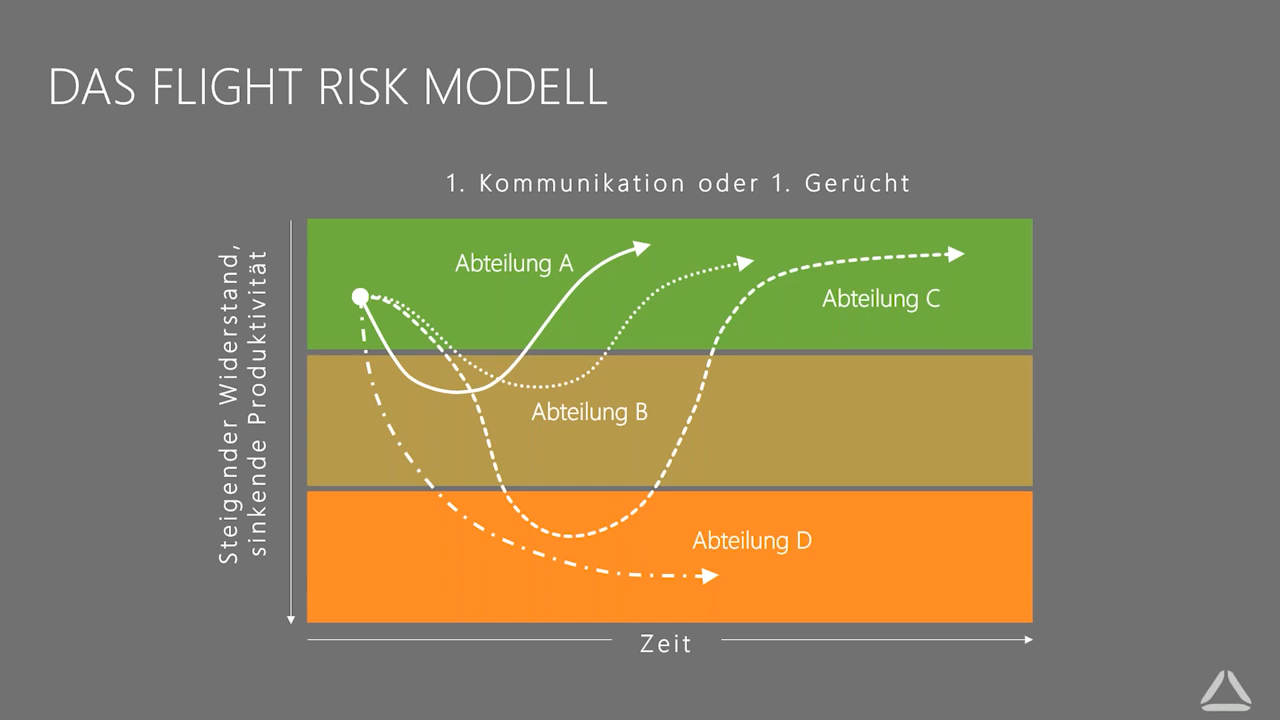 DAS FLIGHT RISK MODELL
1. Kommunikation oder 1. Gerücht
Steigender Widerstand,
sinkende Produktivität
Abteilung A
Abteilung C
Abteilung B
Abteilung D
Zeit